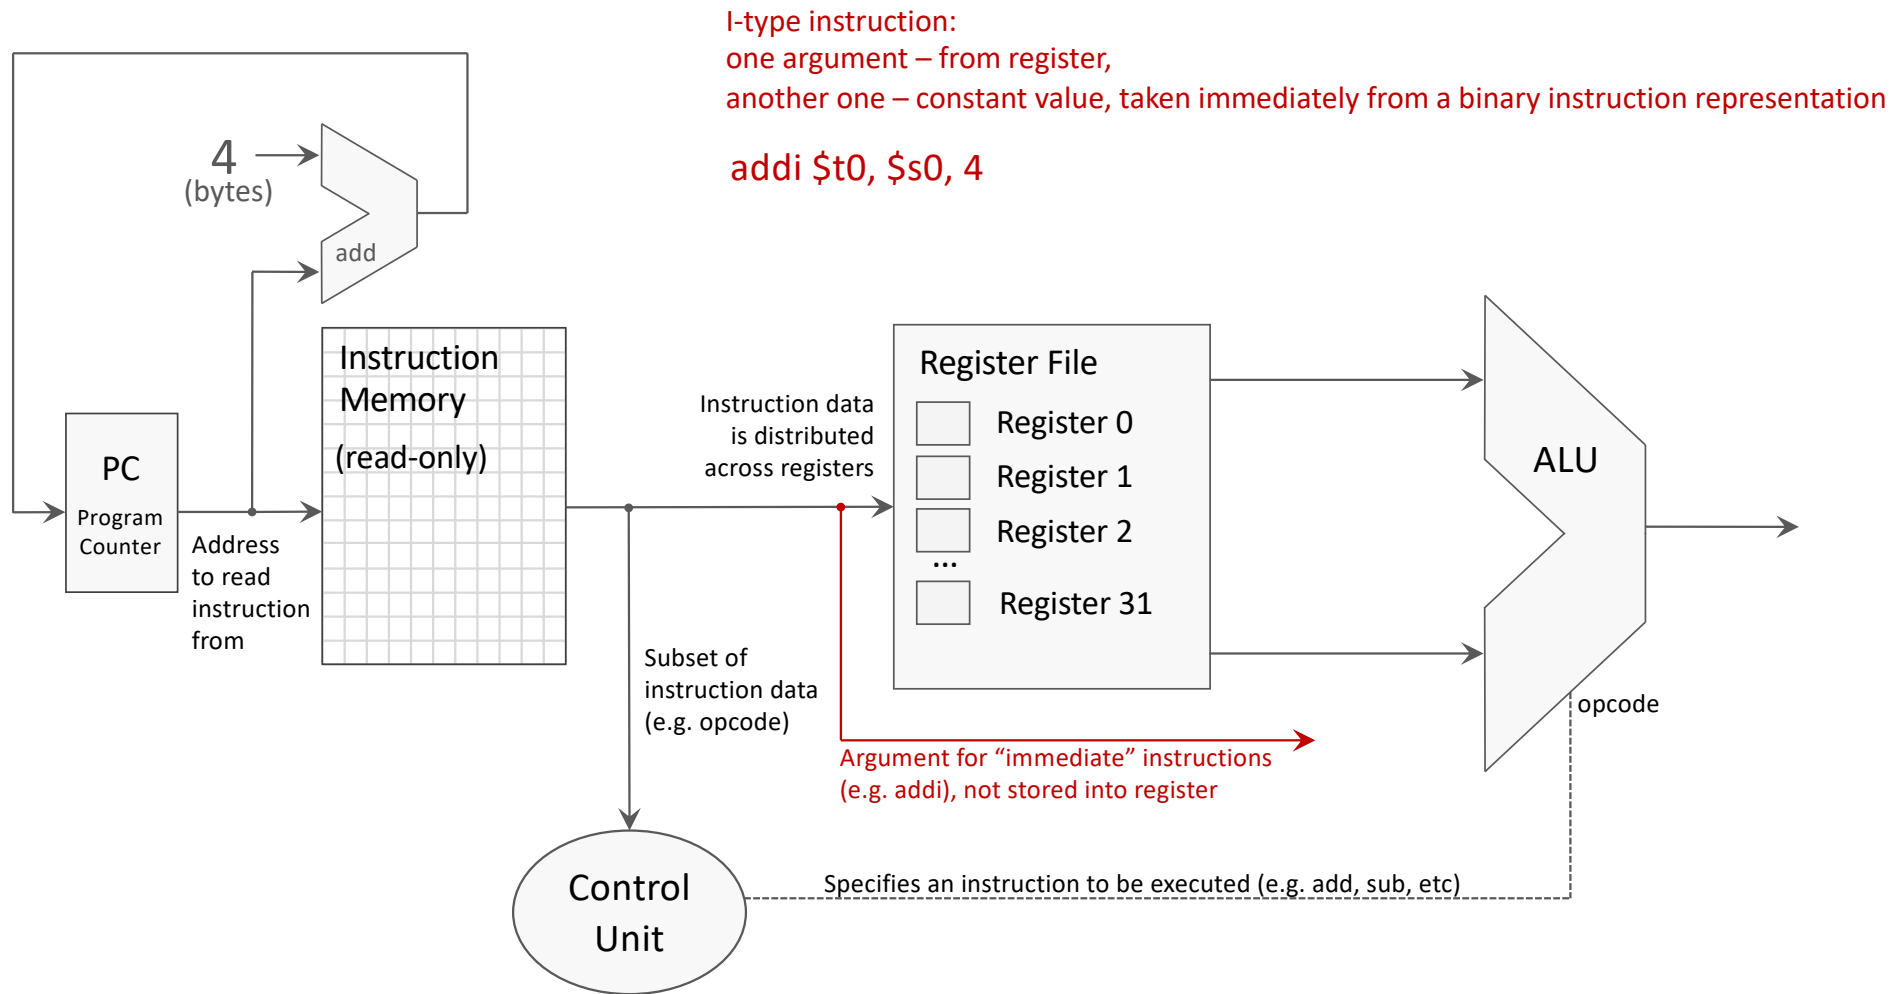 I-type instruction:
one argument – from register,
another one – constant value, taken immediately from a binary instruction representation
addi $t0, $s0, 4
4
(bytes)
add
Instruction
Memory
(read-only)
PC
Program
Counter
Address
to read
instruction
from
Instruction data
is distributed
across registers
Register File
Register 0
Register 1
Register 2
...
Register 31
ALU
Subset of
instruction data
(e.g. opcode)
opcode
Argument for “immediate” instructions
(e.g. addi), not stored into register
Control
Unit
Specifies an instruction to be executed (e.g. add, sub, etc)